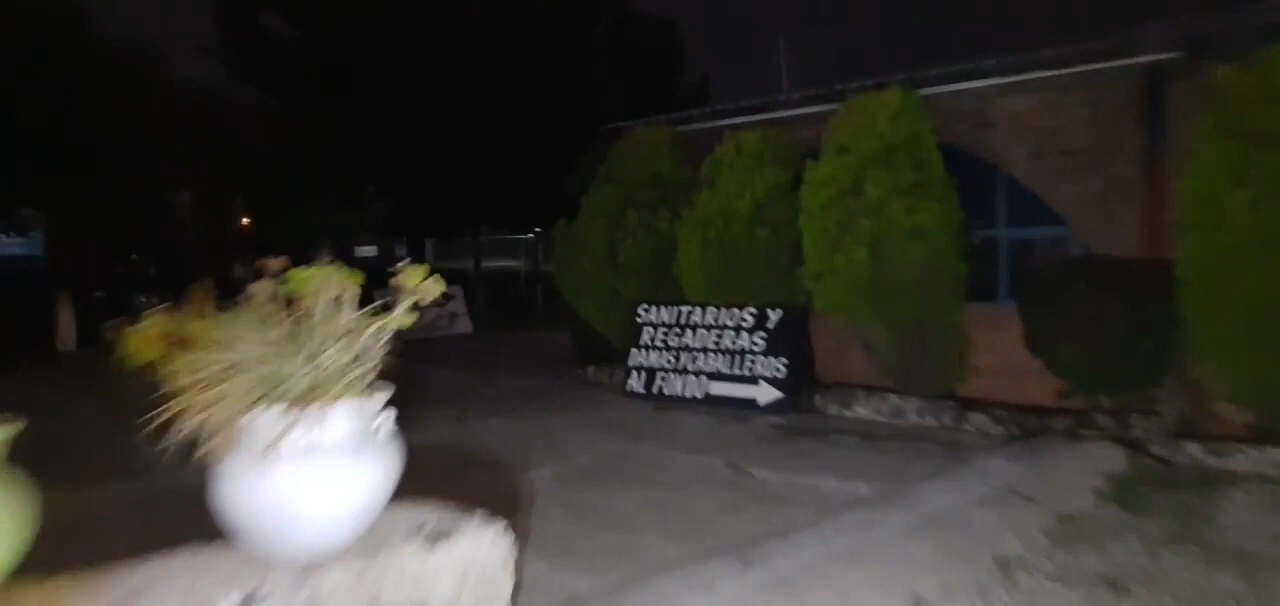 SANITARIOS Y
REGADERAS
DAMAS Y CABALLEROS
AL FONDO